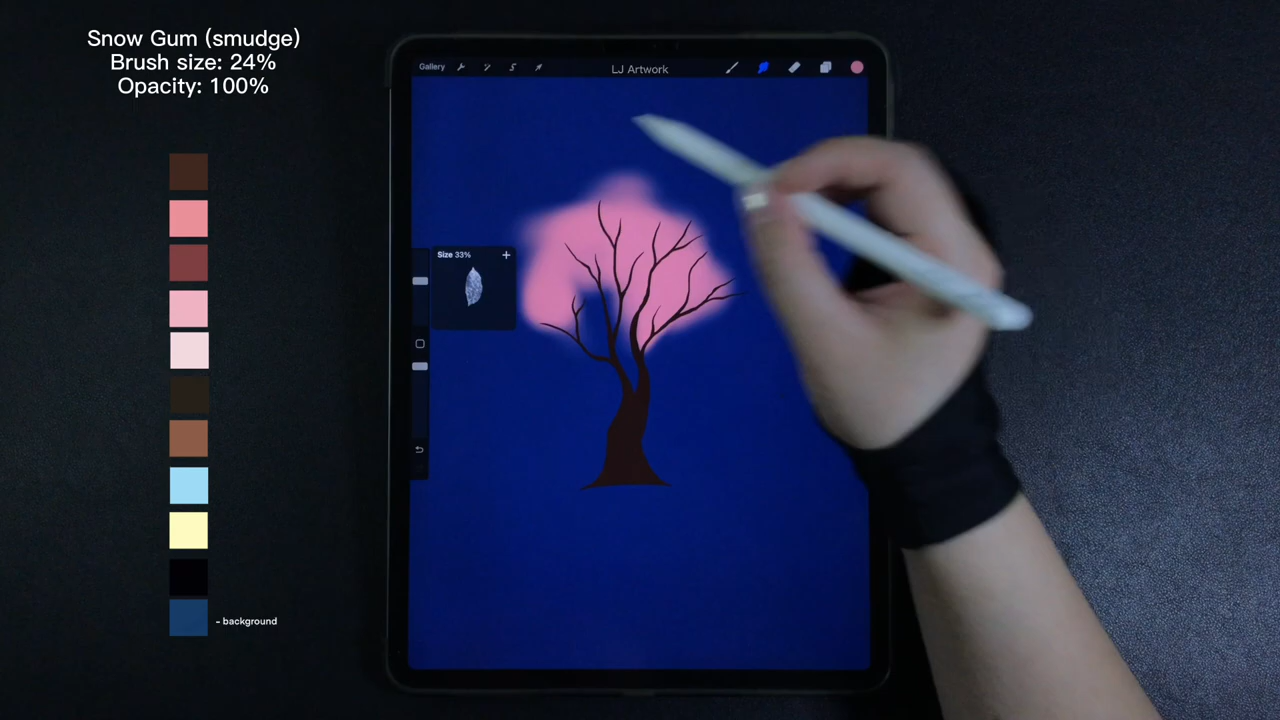 Snow Gum (smudge)
Brush size: 24%
Opacity: 100%
Gallery
LJ Artwork
Size 33%
- background